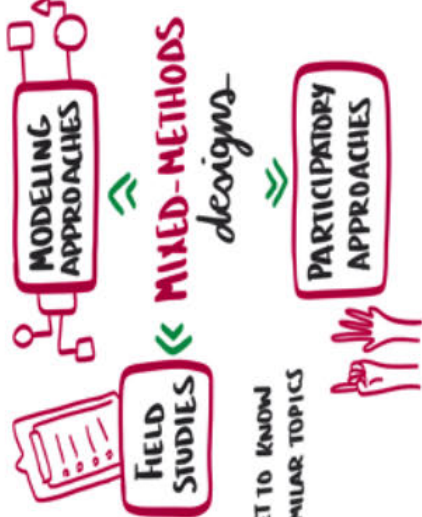 MODELING
APPROACHES
MIXED-METHODS
designs
PARTICIPATORY
APPROACHES
FIELD
STUDIES
TO KNOW
TOPICS